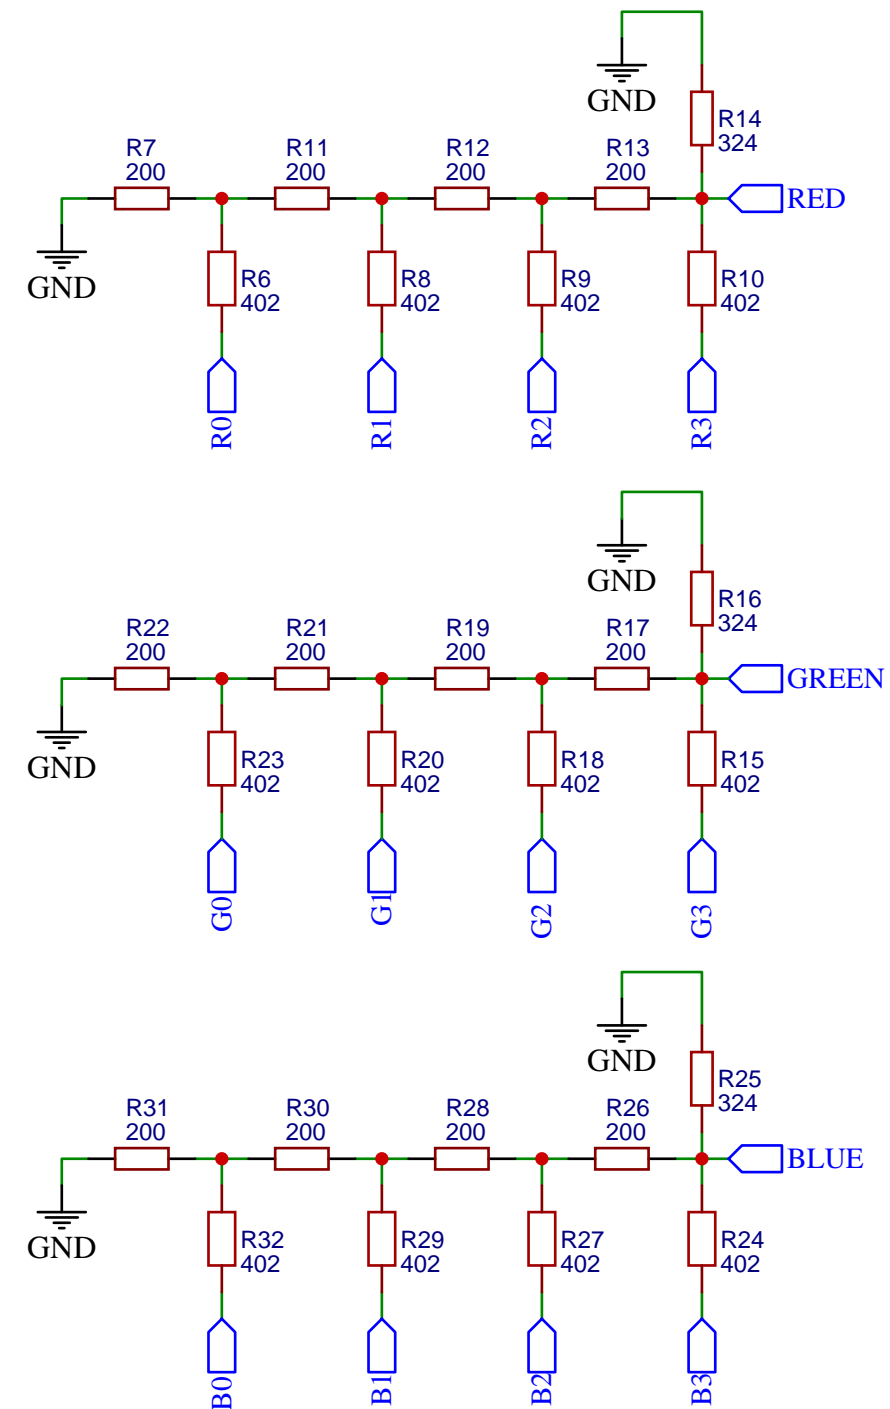 GND
R14
324
R7
200
R11
200
R12
200
R13
200
RED
GND
R6
402
R8
402
R9
402
R10
402
R0
R1
R2
R3
GND
R16
324
R22
200
R21
200
R19
200
R17
200
GREEN
GND
R23
402
R20
402
R18
402
R15
402
G0
G1
G2
G3
GND
R25
324
R31
200
R30
200
R28
200
R26
200
BLUE
GND
R32
402
R29
402
R27
402
R24
402
B0
B1
B2
B3